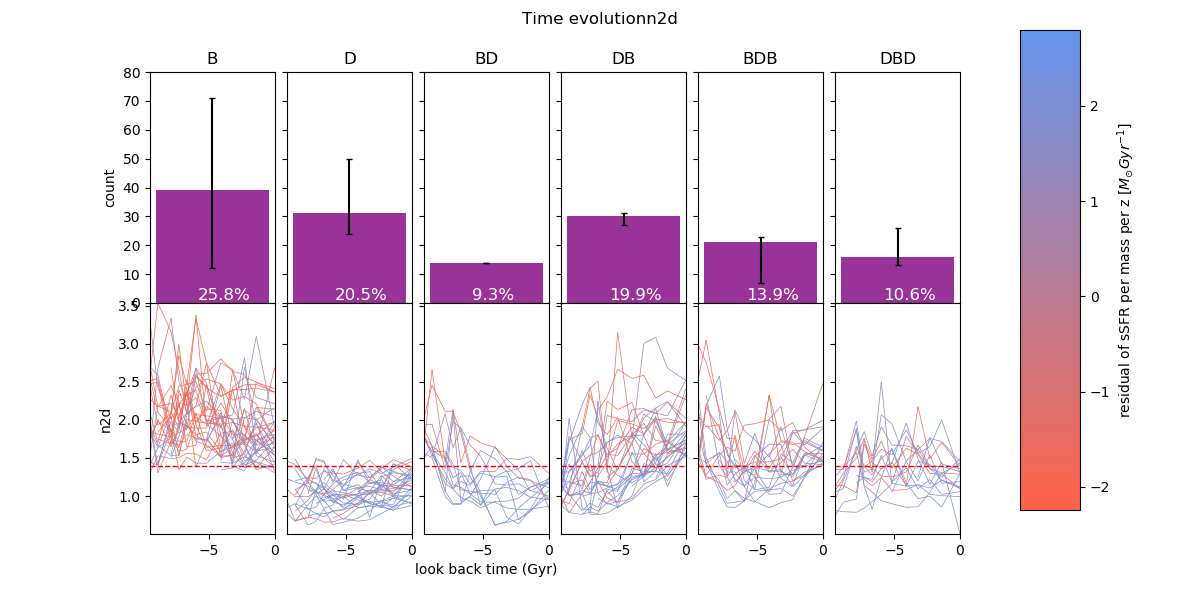 Time evolutionn2d
B D BD DB BDB DBD
80
70
60
50
40
30
20
10
0
count
25.8% 20.5% 9.3% 19.9% 13.9% 10.6%
3.5
3.0
2.5
2.0
1.5
1.0
n2d
−5 0 −5 0 −5 0 −5 0 −5 0 −5 0
look back time (Gyr)
2
1
0
−1
−2
residual of sSFR per mass per z [M⊙Gyr⁻¹]